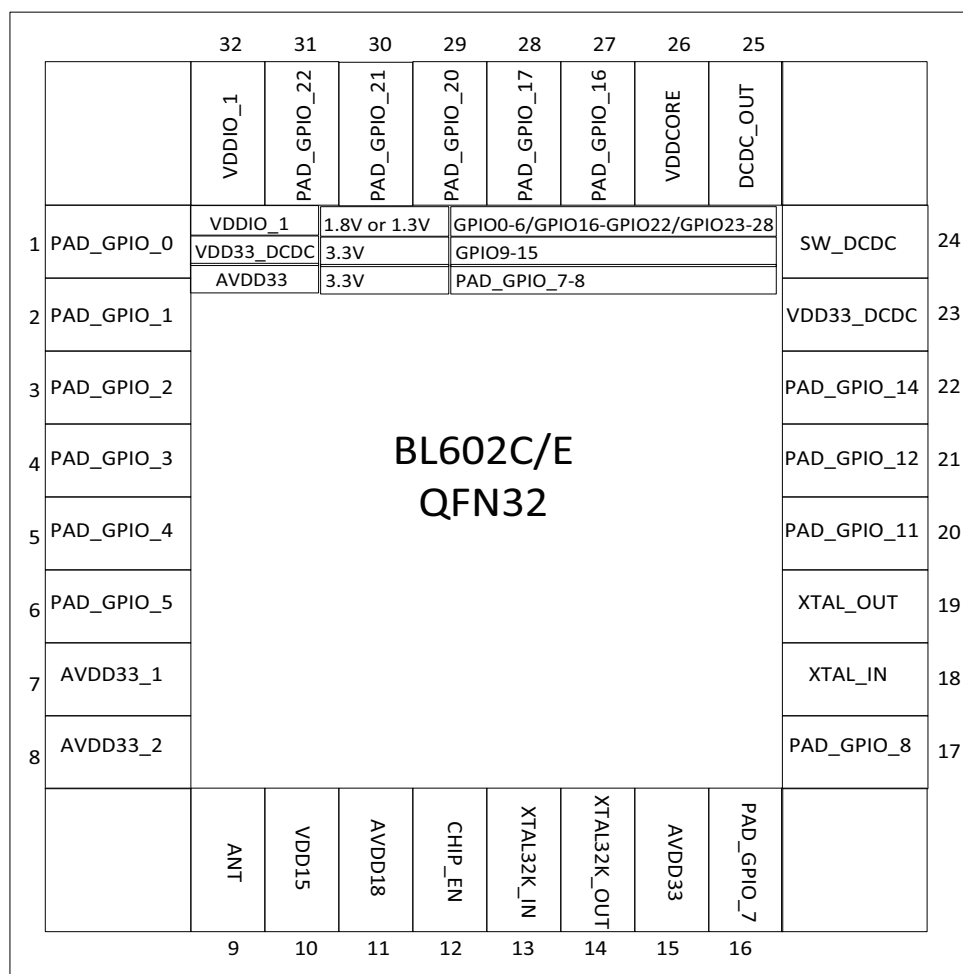 32 31 30 29 28 27 26 25
VDDIO_1
PAD_GPIO_22
PAD_GPIO_21
PAD_GPIO_20
PAD_GPIO_17
PAD_GPIO_16
VDDCORE
DCDC_OUT
VDDIO_1 1.8V or 1.3V GPIO0-6/GPIO16-GPIO22/GPIO23-28
VDD33_DCDC 3.3V GPIO9-15
AVDD33 3.3V PAD_GPIO_7-8
1 PAD_GPIO_0
2 PAD_GPIO_1
3 PAD_GPIO_2
4 PAD_GPIO_3
5 PAD_GPIO_4
6 PAD_GPIO_5
7 AVDD33_1
8 AVDD33_2
BL602C/E
QFN32
SW_DCDC 24
VDD33_DCDC 23
PAD_GPIO_14 22
PAD_GPIO_12 21
PAD_GPIO_11 20
XTAL_OUT 19
XTAL_IN 18
PAD_GPIO_8 17
ANT
VDD15
AVDD18
CHIP_EN
XTAL32K_IN
XTAL32K_OUT
AVDD33
PAD_GPIO_7
9 10 11 12 13 14 15 16